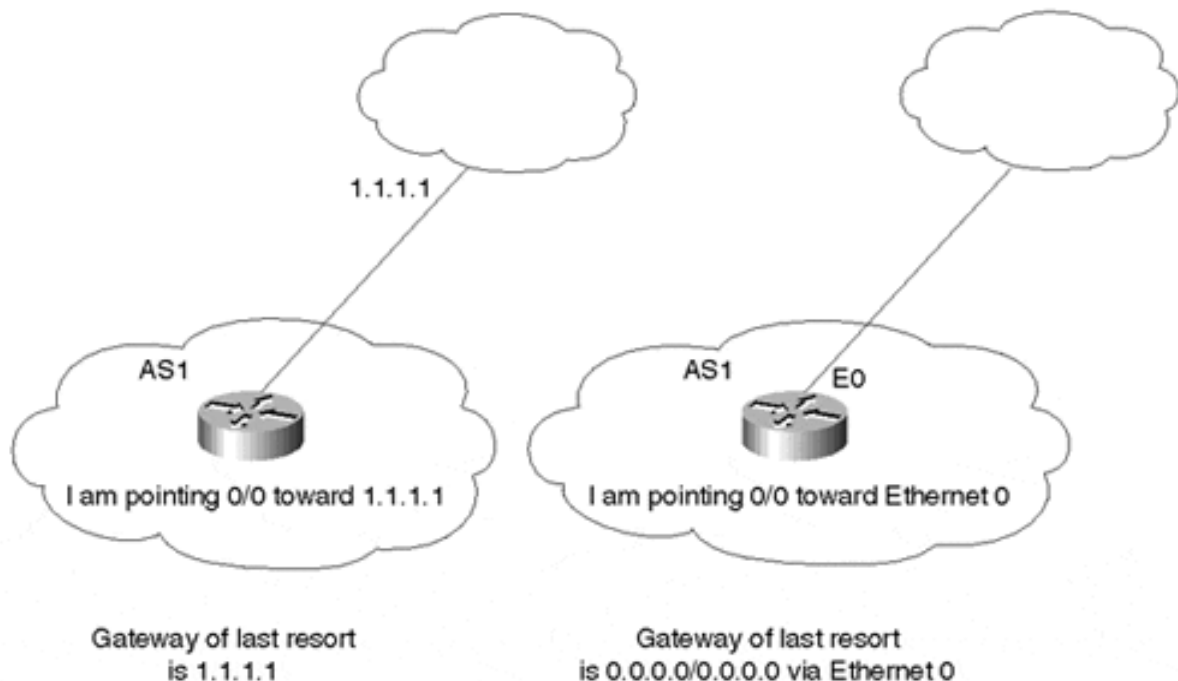 1.1.1.1
AS1
I am pointing 0/0 toward 1.1.1.1
Gateway of last resort
is 1.1.1.1
AS1
E0
I am pointing 0/0 toward Ethernet 0
Gateway of last resort
is 0.0.0.0/0.0.0.0 via Ethernet 0